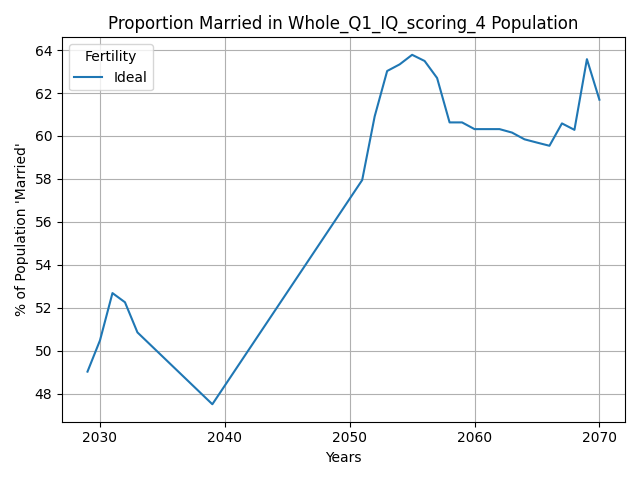 Proportion Married in Whole_Q1_IQ_scoring_4 Population
% of Population 'Married'
64
62
60
58
56
54
52
50
48
Fertility
Ideal
2030 2040 2050 2060 2070
Years